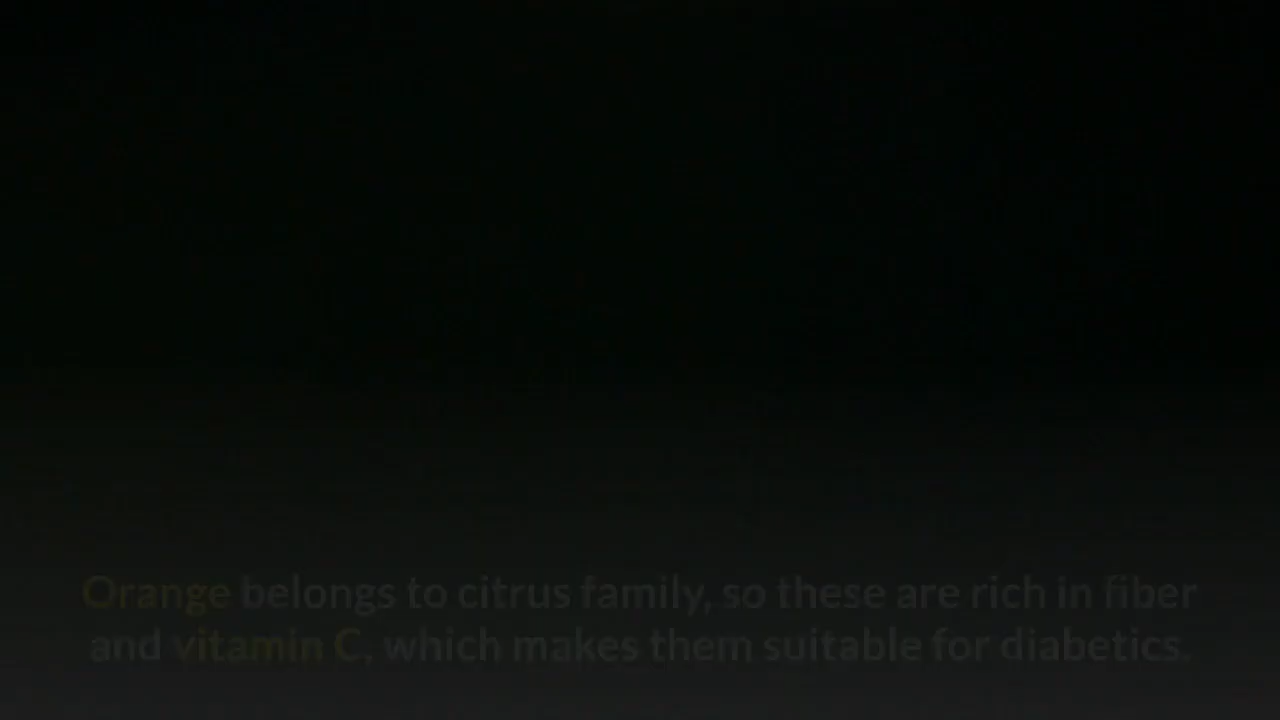 Orange belongs to citrus family, so these are rich in fiber
and vitamin C, which makes them suitable for diabetics.